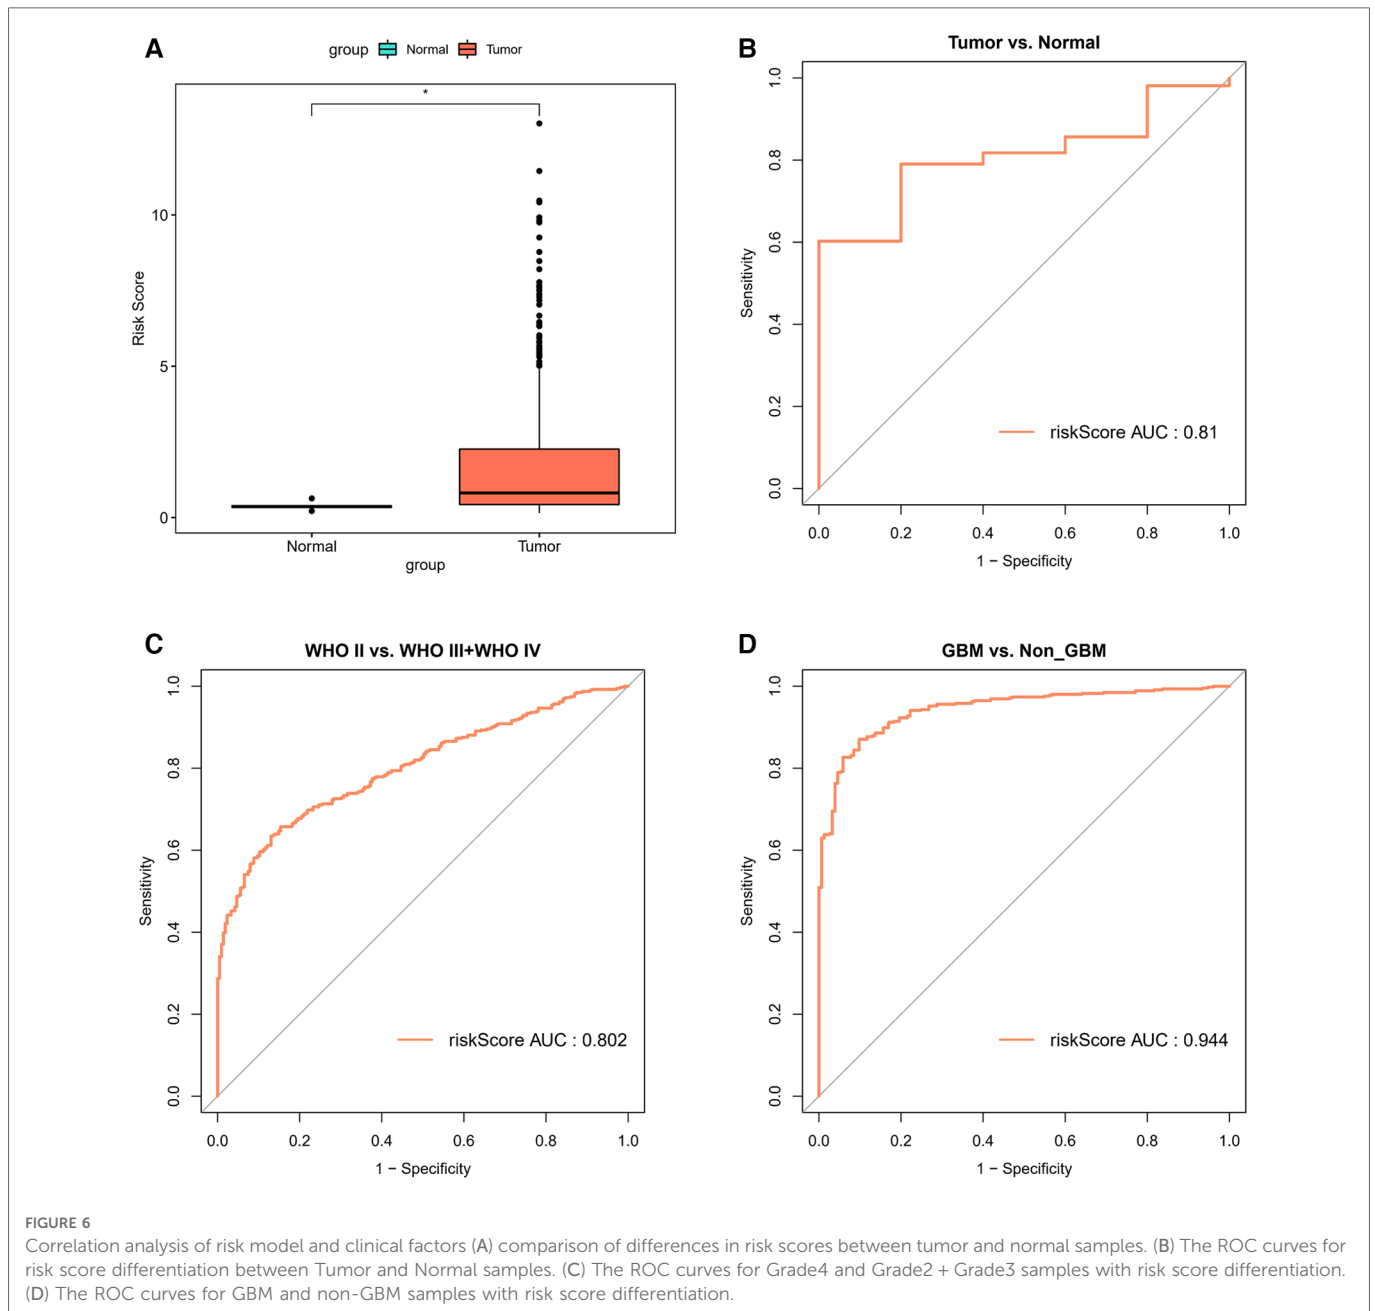 A
group Normal Tumor
*
Risk Score
10
5
0
Normal Tumor
group
B
Tumor vs. Normal
Sensitivity
1.0
0.8
0.6
0.4
0.2
0.0
riskScore AUC : 0.81
0.0 0.2 0.4 0.6 0.8 1.0
1 − Specificity
C
WHO II vs. WHO III+WHO IV
Sensitivity
1.0
0.8
0.6
0.4
0.2
0.0
riskScore AUC : 0.802
0.0 0.2 0.4 0.6 0.8 1.0
1 − Specificity
D
GBM vs. Non_GBM
Sensitivity
1.0
0.8
0.6
0.4
0.2
0.0
riskScore AUC : 0.944
0.0 0.2 0.4 0.6 0.8 1.0
1 − Specificity
FIGURE 6
Correlation analysis of risk model and clinical factors (A) comparison of differences in risk scores between tumor and normal samples. (B) The ROC curves for
risk score differentiation between Tumor and Normal samples. (C) The ROC curves for Grade4 and Grade2 + Grade3 samples with risk score differentiation.
(D) The ROC curves for GBM and non-GBM samples with risk score differentiation.